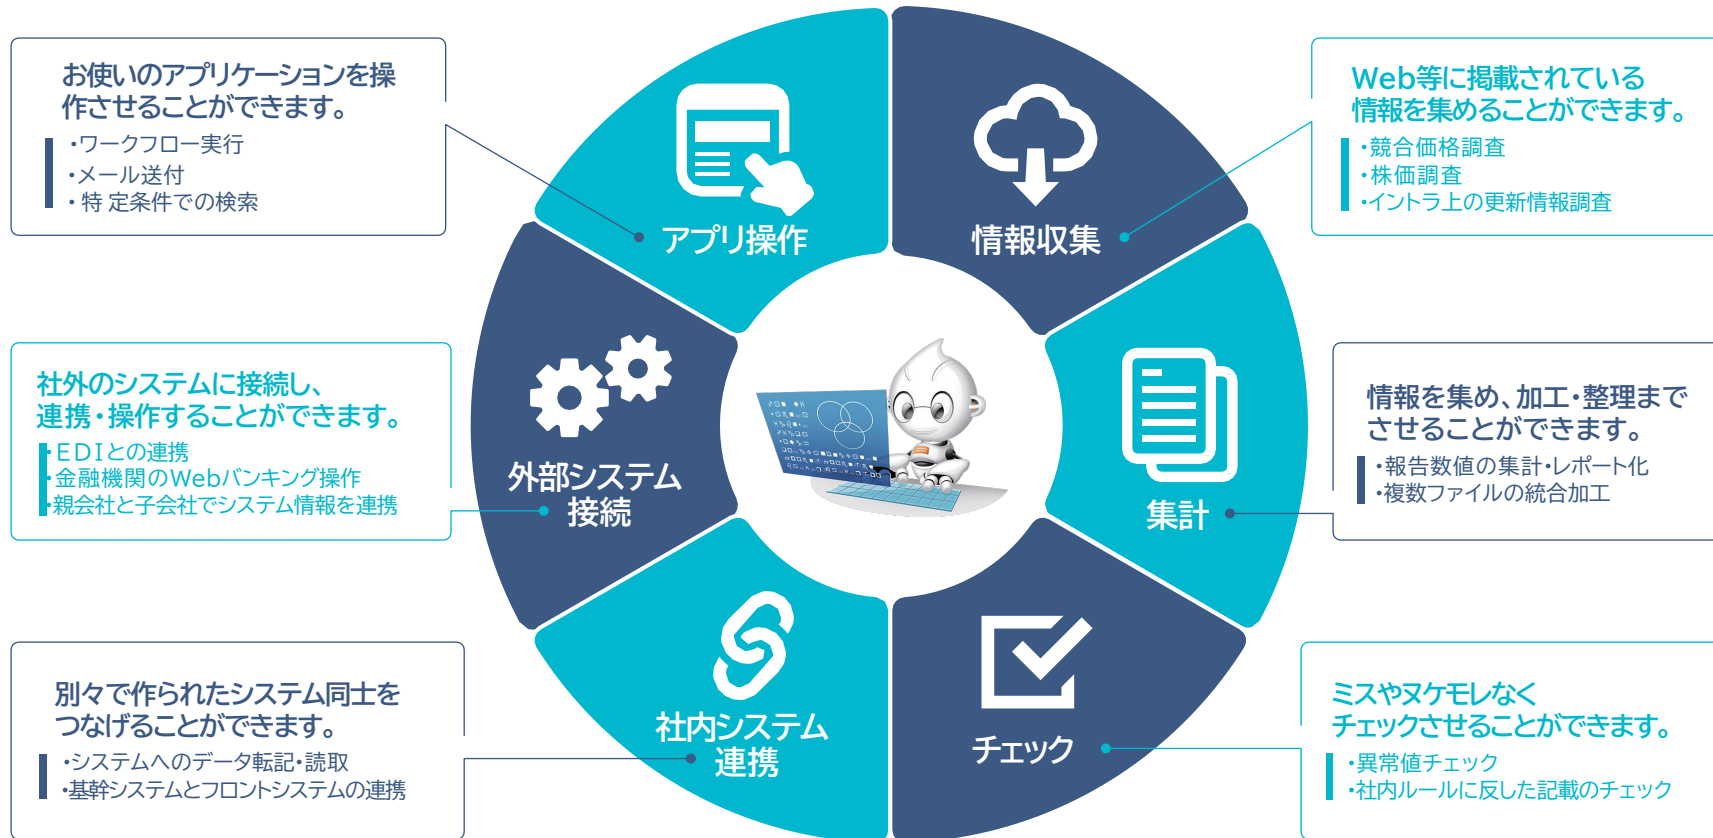 お使いのアプリケーションを操
作させることができます。
・ワークフロー実行
・メール送付
・特定条件での検索
アプリ操作
情報収集
Web等に掲載されている
情報を集めることができます。
・競合価格調査
・株価調査
・イントラ上の更新情報調査
社外のシステムに接続し、
連携・操作することができます。
・EDIとの連携
・金融機関のWebバンキング操作
・親会社と子会社でシステム情報を連携
外部システム
接続
集計
情報を集め、加工・整理まで
させることができます。
・報告数値の集計・レポート化
・複数ファイルの統合加工
別々で作られたシステム同士を
つなげることができます。
・システムへのデータ転記・読取
・基幹システムとフロントシステムの連携
社内システム
連携
チェック
ミスやヌケモレなく
チェックさせることができます。
・異常値チェック
・社内ルールに反した記載のチェック